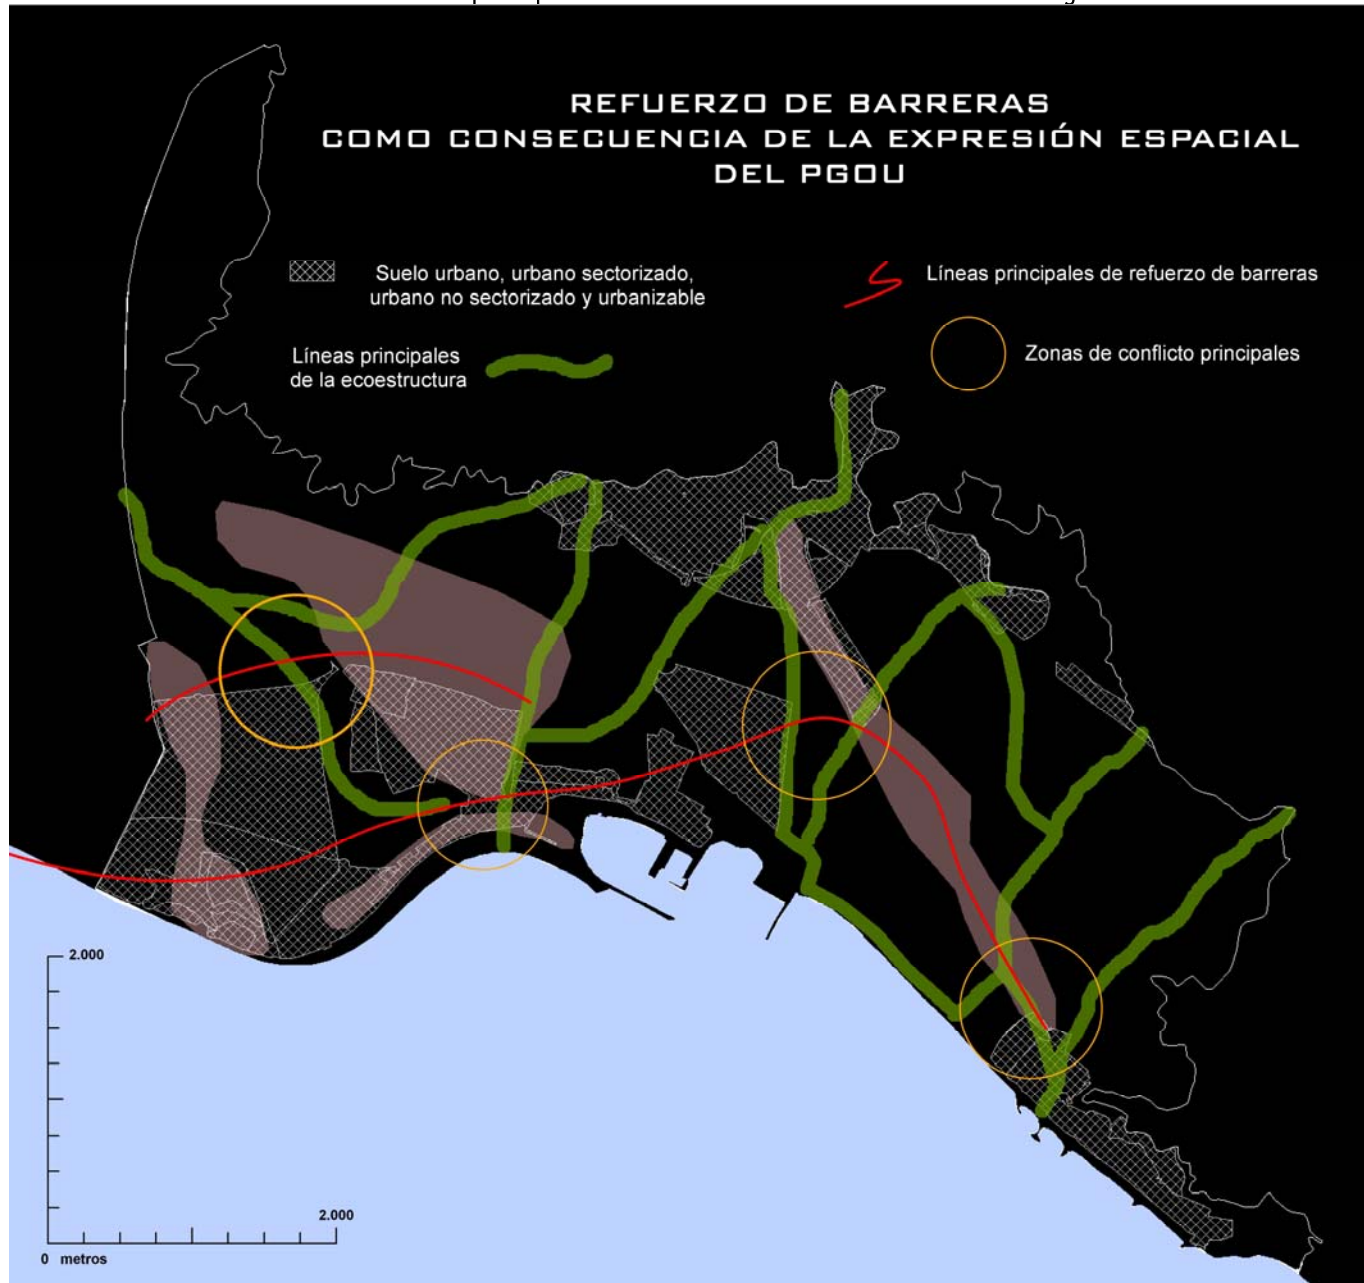 REFUERZO DE BARRERAS
COMO CONSECUENCIA DE LA EXPRESIÓN ESPACIAL
DEL PGOU
Suelo urbano, urbano sectorizado,
urbano no sectorizado y urbanizable
Líneas principales de refuerzo de barreras
Líneas principales
de la ecoestructura
Zonas de conflicto principales
2.000
2.000
0 metros